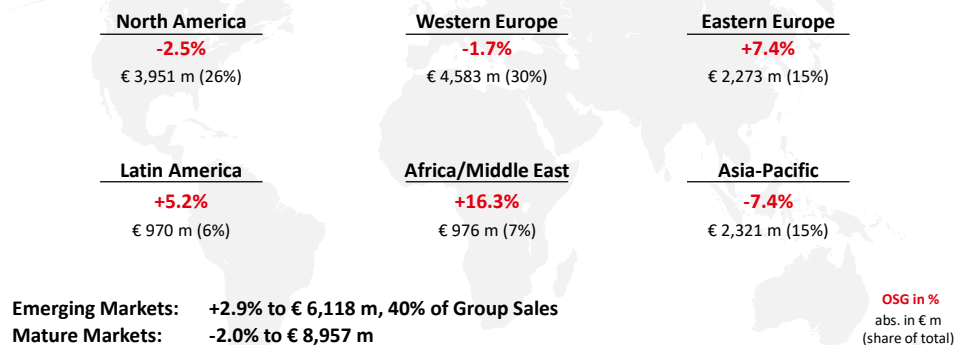 North America
-2.5%
€ 3,951 m (26%)
Western Europe
-1.7%
€ 4,583 m (30%)
Eastern Europe
+7.4%
€ 2,273 m (15%)
Latin America
+5.2%
€ 970 m (6%)
Africa/Middle East
+16.3%
€ 976 m (7%)
Asia-Pacific
-7.4%
€ 2,321 m (15%)
Emerging Markets: +2.9% to € 6,118 m, 40% of Group Sales
Mature Markets: -2.0% to € 8,957 m
OSG in %
abs. in € m
(share of total)